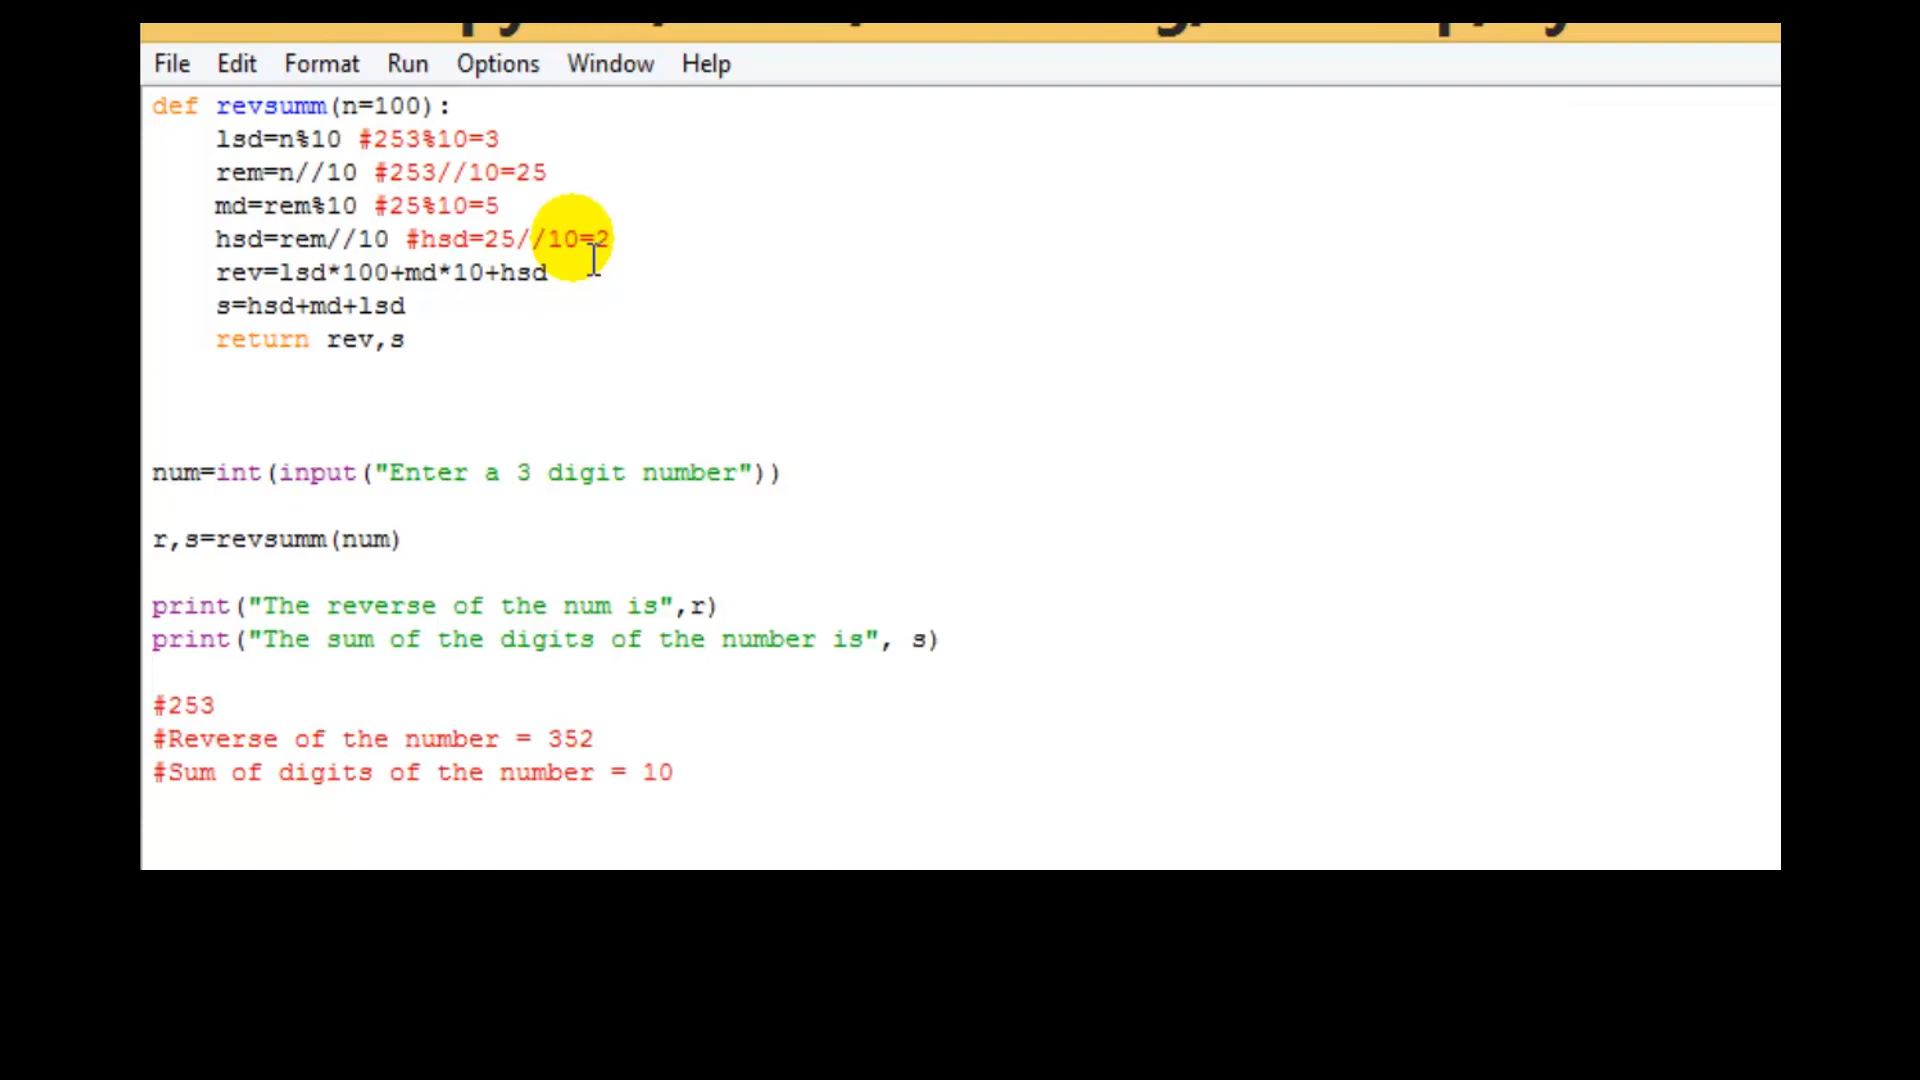 File Edit Format Run Options Window Help
def revsumm(n=100):
    lsd=n%10 #253%10=3
    rem=n//10 #253//10=25
    md=rem%10 #25%10=5
    hsd=rem//10 #hsd=25//10=2
    rev=lsd*100+md*10+hsd
    s=hsd+md+lsd
    return rev,s
num=int(input("Enter a 3 digit number"))
r,s=revsumm(num)
print("The reverse of the num is",r)
print("The sum of the digits of the number is", s)
#253
#Reverse of the number = 352
#Sum of digits of the number = 10